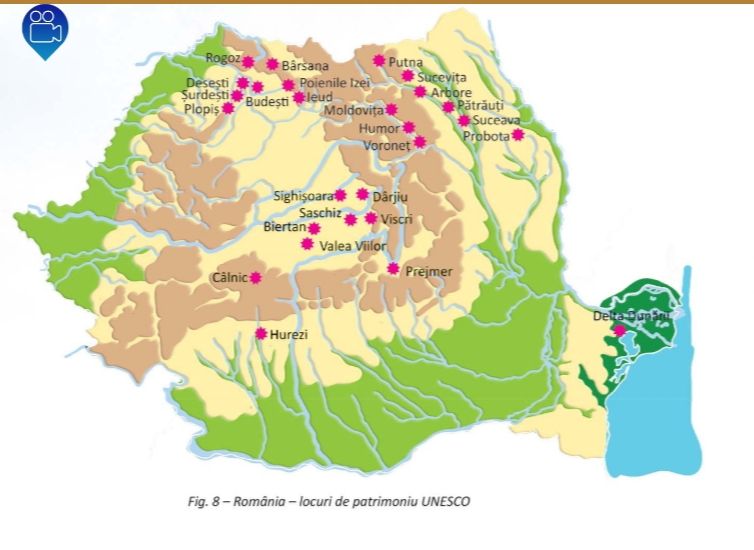 Rogoz
Bârsana
Putna
Sucevița
Desești
Poienile Izei
Arbore
Șurdești
Budești
Ieud
Pătrăuți
Plopiș
Moldovița
Suceava
Humor
Probota
Voroneț
Sighișoara
Dârjiu
Saschiz
Viscri
Biertan
Valea Viilor
Câlnic
Prejmer
Delta Dunării
Hurezi
Fig. 8 – România – locuri de patrimoniu UNESCO